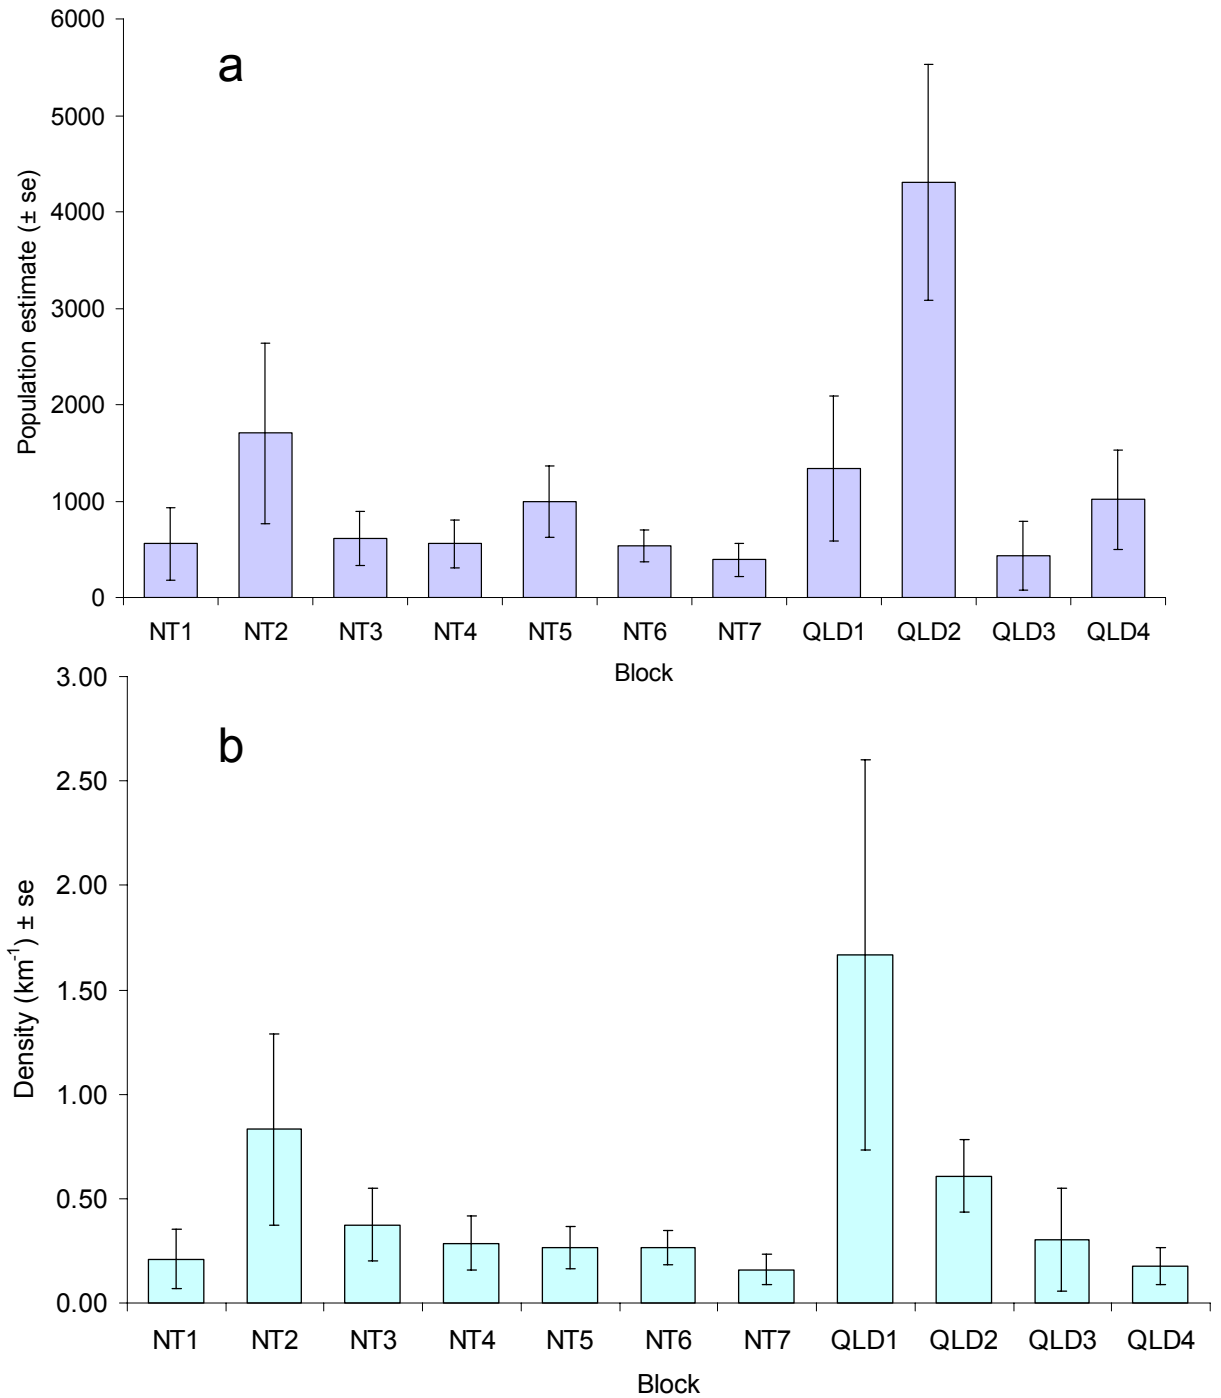 a
Population estimate (± se)
6000
5000
4000
3000
2000
1000
0
NT1 NT2 NT3 NT4 NT5 NT6 NT7 QLD1 QLD2 QLD3 QLD4
Block
b
Density (km⁻¹) ± se
3.00
2.50
2.00
1.50
1.00
0.50
0.00
NT1 NT2 NT3 NT4 NT5 NT6 NT7 QLD1 QLD2 QLD3 QLD4
Block